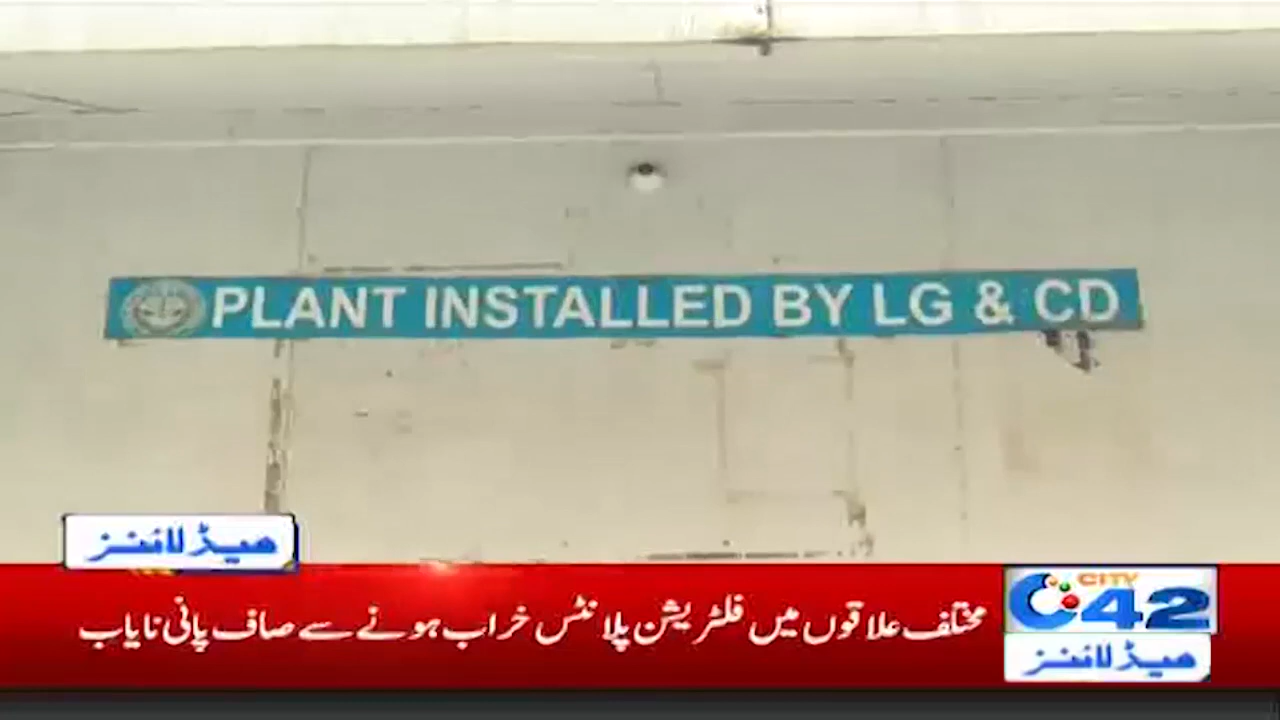 PLANT INSTALLED BY LG & CD
ہیڈ لائنز
مختلف علاقوں میں فلٹریشن پلانٹس خراب ہونے سے صاف پانی نایاب
CITY
42
ہیڈ لائنز